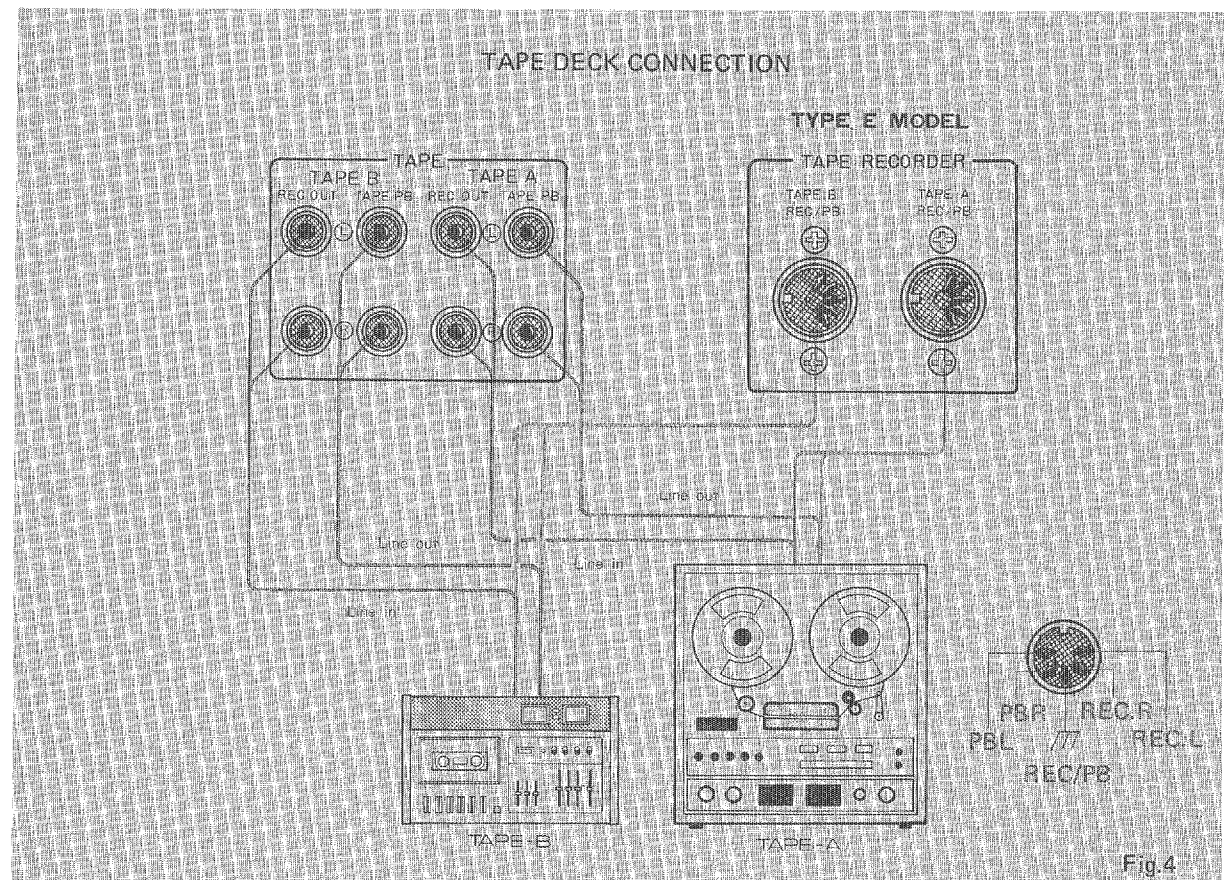 TAPE DECK CONNECTION
TYPE E MODEL
TAPE
TAPE B TAPE A
REC OUT TAPE PB REC OUT TAPE PB
L L
TAPE RECORDER
TAPE B TAPE A
REC/PB REC/PB
Line out
Line out
Line in
Line in
PBR REC.R
PBL REC.L
REC/PB
TAPE-B
TAPE-A
Fig.4